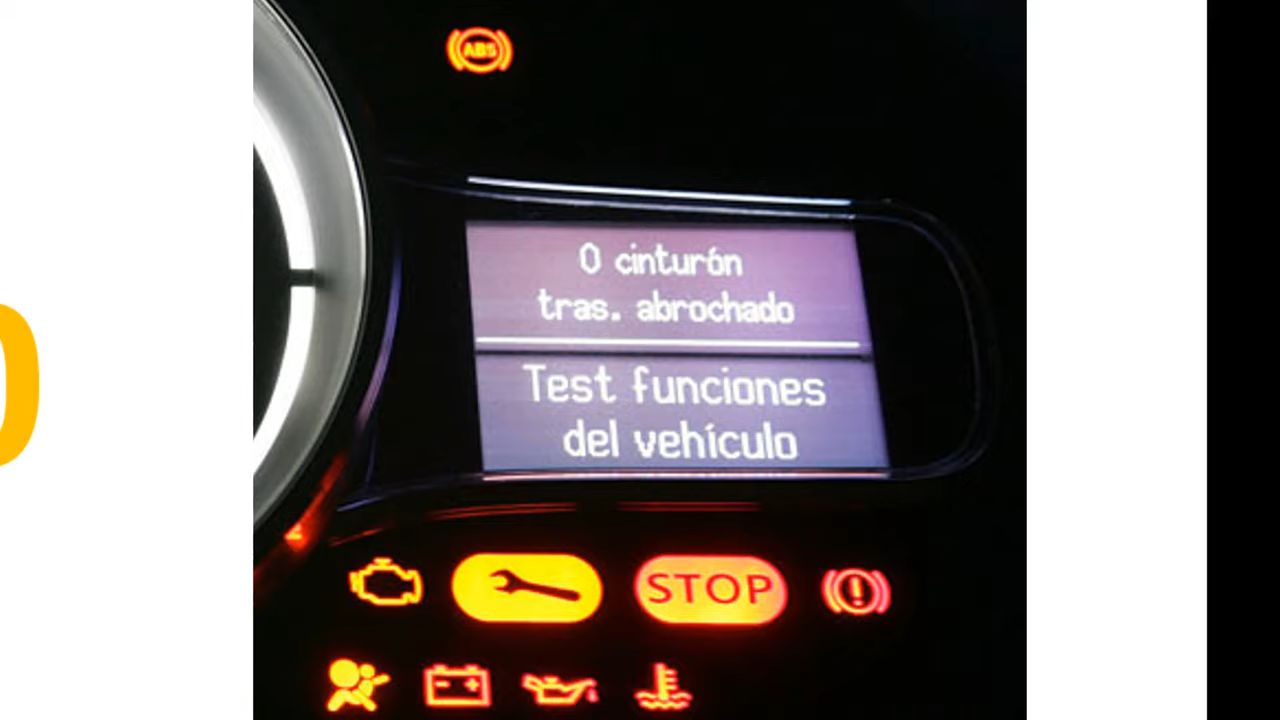 ABS
0 cinturón
tras. abrochado
Test funciones
del vehículo
STOP